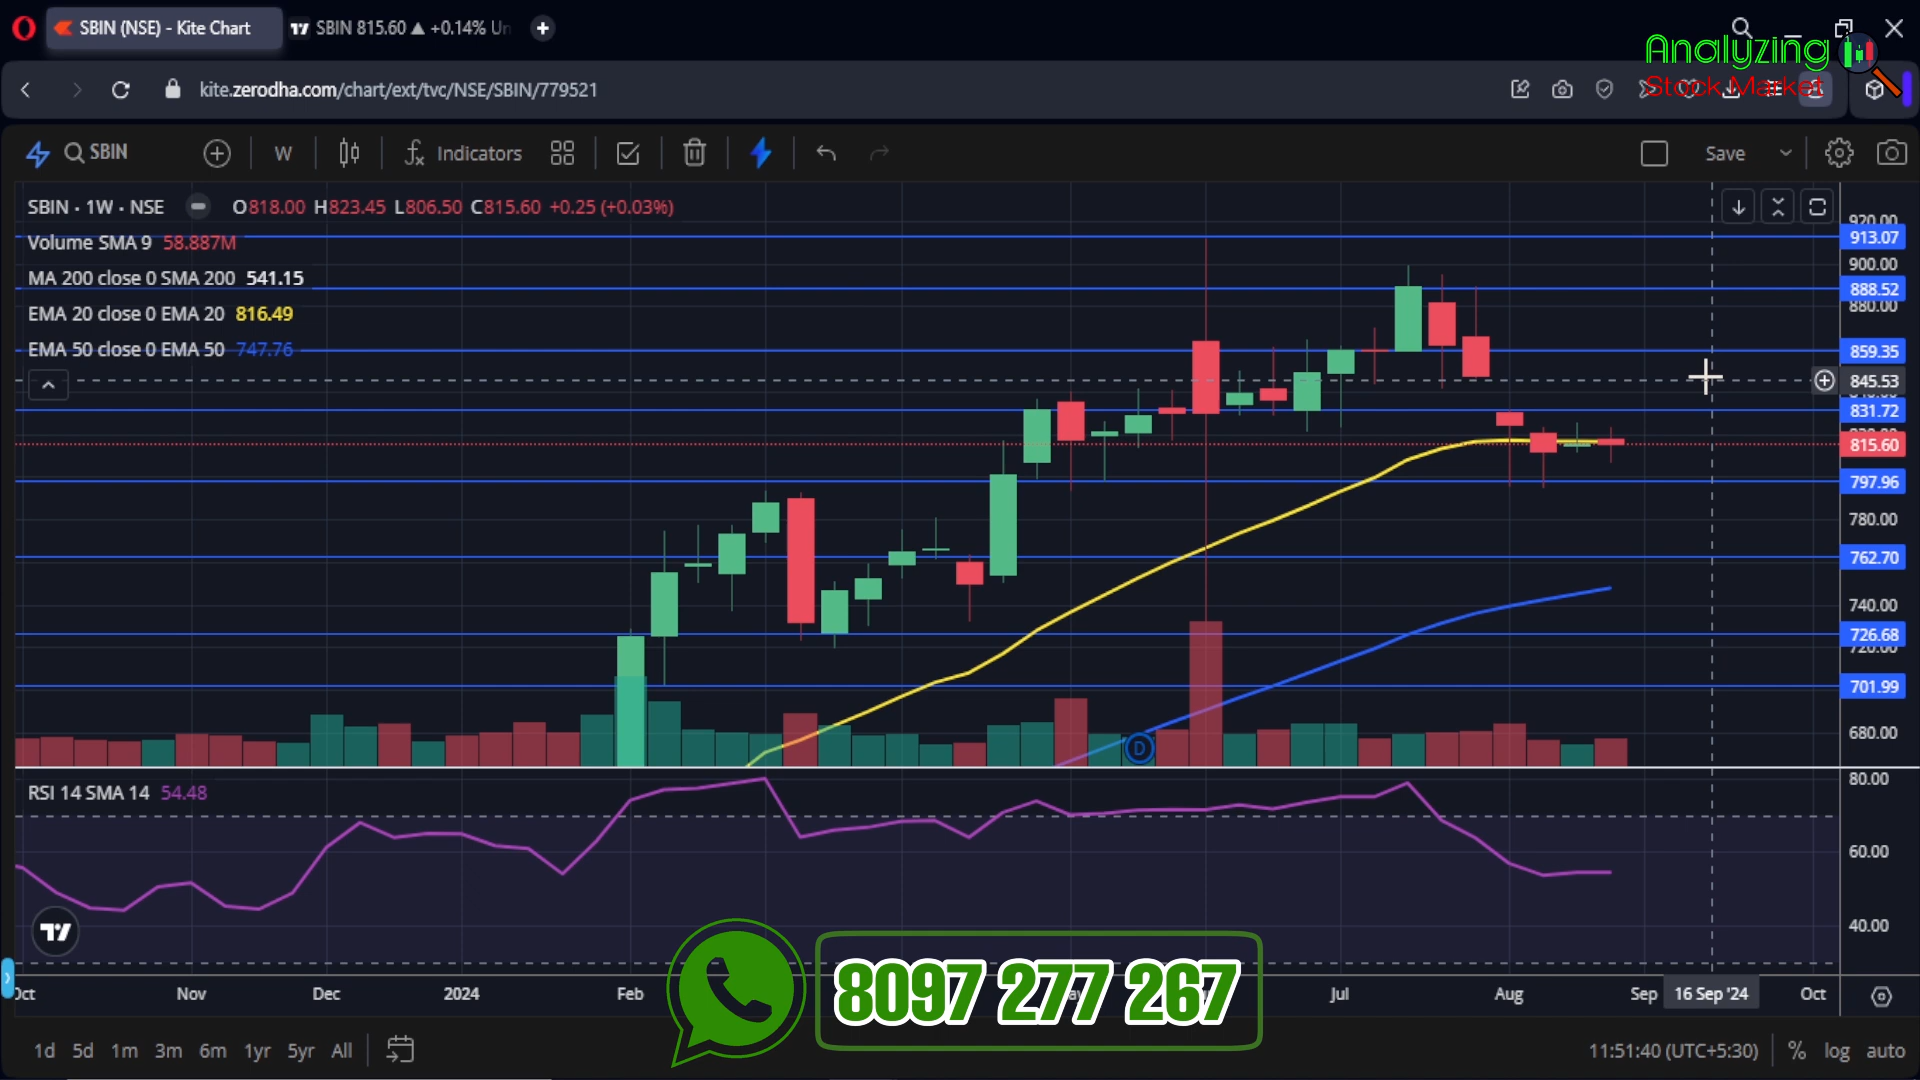 SBIN (NSE) - Kite Chart
SBIN 815.60 ▲ +0.14% Un
Analyzing
Stock Market
kite.zerodha.com/chart/ext/tvc/NSE/SBIN/779521
SBIN
W
Indicators
Save
SBIN · 1W · NSE O818.00 H823.45 L806.50 C815.60 +0.25 (+0.03%)
Volume SMA 9 58.887M
MA 200 close 0 SMA 200 541.15
EMA 20 close 0 EMA 20 816.49
EMA 50 close 0 EMA 50 747.76
920.00
913.07
900.00
888.52
880.00
859.35
845.53
831.72
815.60
797.96
780.00
762.70
740.00
726.68
720.00
701.99
680.00
D
RSI 14 SMA 14 54.48
80.00
60.00
40.00
Oct Nov Dec 2024 Feb Jul Aug Sep 16 Sep '24 Oct
8097 277 267
1d 5d 1m 3m 6m 1yr 5yr All
11:51:40 (UTC+5:30) % log auto